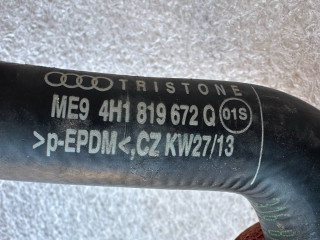 TRISTONE
ME9 4H1 819 672 Q 01S
>p-EPDM<,CZ KW27/13